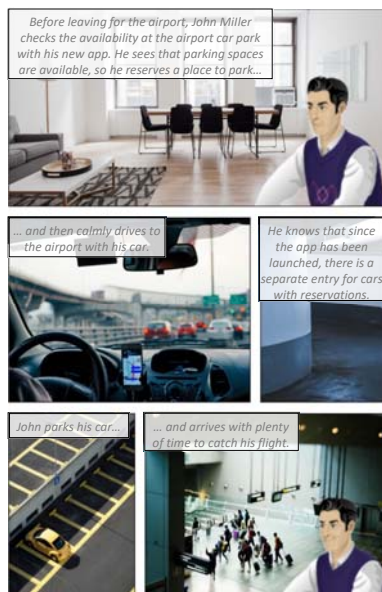 Before leaving for the airport, John Miller
checks the availability at the airport car park
with his new app. He sees that parking spaces
are available, so he reserves a place to park…
… and then calmly drives to
the airport with his car.
He knows that since
the app has been
launched, there is a
separate entry for cars
with reservations.
John parks his car…
… and arrives with plenty
of time to catch his flight.